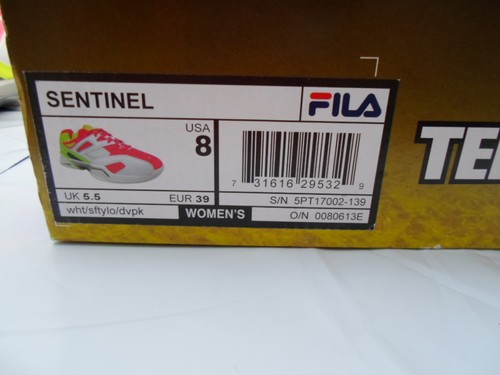 SENTINEL
FILA
USA
8
7 31616 29532 9
UK 5.5 EUR 39
S/N 5PT17002-139
wht/sftylo/dvpk
WOMEN'S
O/N 0080613E